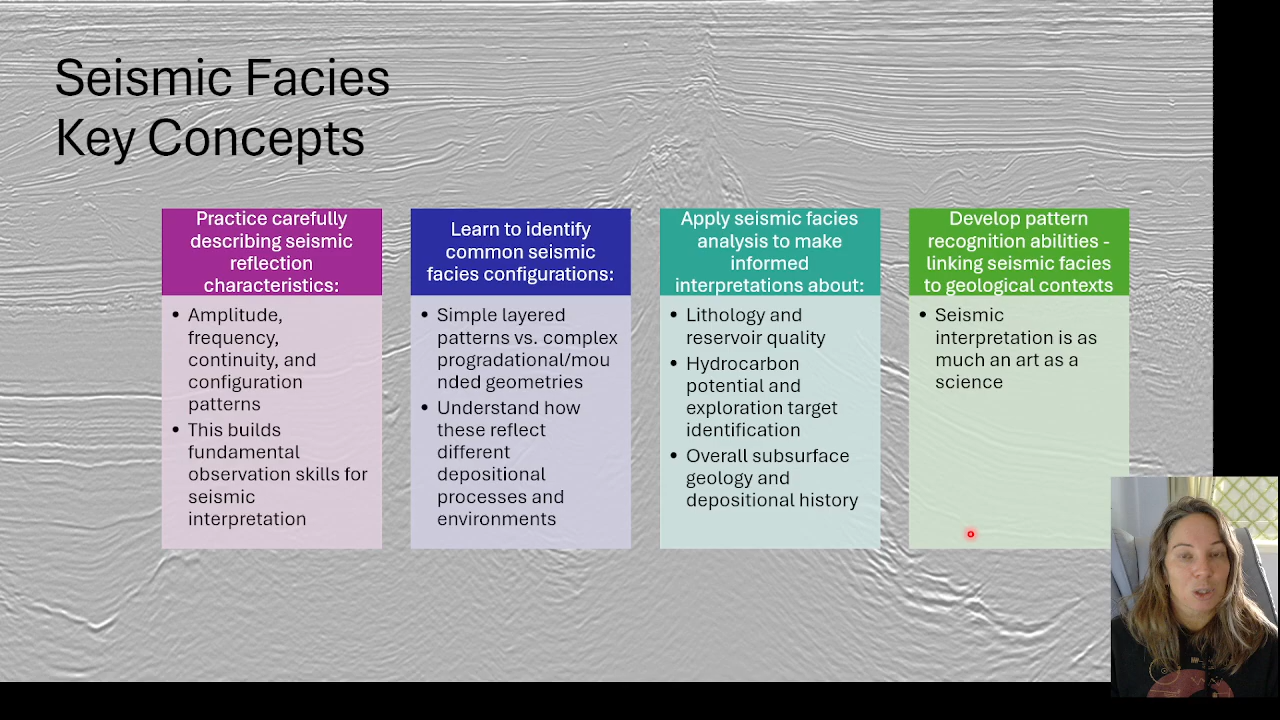 Seismic Facies
Key Concepts
Practice carefully
describing seismic
reflection
characteristics:
• Amplitude,
frequency,
continuity, and
configuration
patterns
• This builds
fundamental
observation skills for
seismic
interpretation
Learn to identify
common seismic
facies configurations:
• Simple layered
patterns vs. complex
progradational/mou
nded geometries
• Understand how
these reflect
different
depositional
processes and
environments
Apply seismic facies
analysis to make
informed
interpretations about:
• Lithology and
reservoir quality
• Hydrocarbon
potential and
exploration target
identification
• Overall subsurface
geology and
depositional history
Develop pattern
recognition abilities -
linking seismic facies
to geological contexts
• Seismic
interpretation is as
much an art as a
science